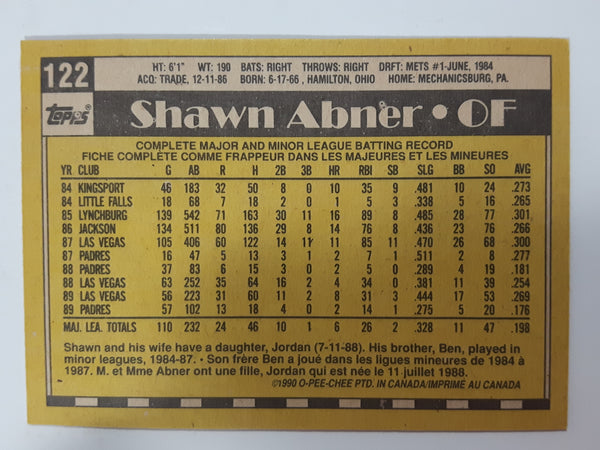 122
HT: 6'1" WT: 190 BATS: RIGHT THROWS: RIGHT DRFT: METS #1-JUNE, 1984
ACQ: TRADE, 12-11-86 BORN: 6-17-66, HAMILTON, OHIO HOME: MECHANICSBURG, PA.
Topps®
Shawn Abner • OF
COMPLETE MAJOR AND MINOR LEAGUE BATTING RECORD
FICHE COMPLÈTE COMME FRAPPEUR DANS LES MAJEURES ET LES MINEURES
YR CLUB G AB R H 2B 3B HR RBI SB SLG BB SO AVG
84 KINGSPORT 46 183 32 50 8 0 10 35 9 .481 10 24 .273
84 LITTLE FALLS 18 68 7 18 2 0 1 5 3 .338 5 16 .265
85 LYNCHBURG 139 542 71 163 30 11 16 89 8 .485 28 77 .301
86 JACKSON 134 511 80 136 29 8 14 76 8 .436 23 76 .266
87 LAS VEGAS 105 406 60 122 14 11 11 85 11 .470 26 68 .300
87 PADRES 16 47 5 13 3 1 2 7 1 .511 2 8 .277
88 PADRES 37 83 6 15 3 0 2 5 0 .289 4 19 .181
88 LAS VEGAS 63 252 35 64 16 2 4 34 0 .381 11 39 .254
89 LAS VEGAS 56 223 31 60 11 2 8 31 3 .444 17 53 .269
89 PADRES 57 102 13 18 4 0 2 14 1 .275 5 20 .176
MAJ. LEA. TOTALS 110 232 24 46 10 1 6 26 2 .328 11 47 .198
Shawn and his wife have a daughter, Jordan (7-11-88). His brother, Ben, played in
minor leagues, 1984-87. • Son frère Ben a joué dans les ligues mineures de 1984 à
1987. M. et Mme Abner ont une fille, Jordan qui est née le 11 juillet 1988.
©1990 O-PEE-CHEE PTD. IN CANADA/IMPRIMÉ AU CANADA